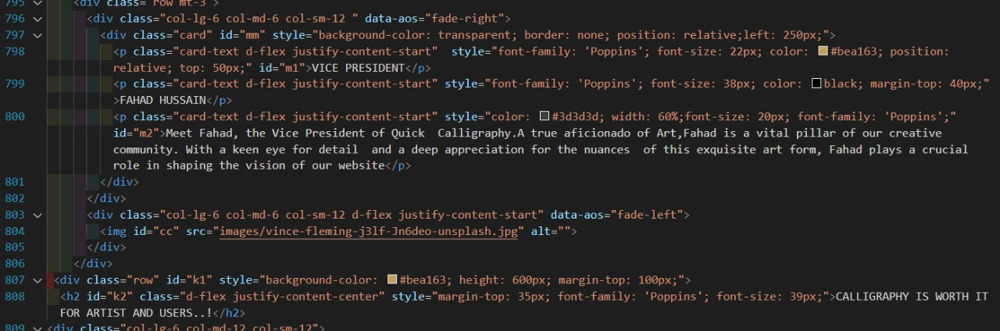 795 <div class="row mt-3">
796 <div class="col-lg-6 col-md-6 col-sm-12 " data-aos="fade-right">
797 <div class="card" id="mm" style="background-color: transparent; border: none; position: relative;left: 250px;">
798 <p class="card-text d-flex justify-content-start"  style="font-family: 'Poppins'; font-size: 22px; color: #bea163; position:
relative; top: 50px;" id="m1">VICE PRESIDENT</p>
799 <p class="card-text d-flex justify-content-start" style="font-family: 'Poppins'; font-size: 38px; color: black; margin-top: 40px;"
>FAHAD HUSSAIN</p>
800 <p class="card-text d-flex justify-content-start" style="color: #3d3d3d; width: 60%;font-size: 20px; font-family: 'Poppins';"
id="m2">Meet Fahad, the Vice President of Quick  Calligraphy.A true aficionado of Art,Fahad is a vital pillar of our creative
community. With a keen eye for detail  and a deep appreciation for the nuances  of this exquisite art form, Fahad plays a crucial
role in shaping the vision of our website</p>
801 </div>
802 </div>
803 <div class="col-lg-6 col-md-6 col-sm-12 d-flex justify-content-start" data-aos="fade-left">
804 <img id="cc" src="images/vince-fleming-j3lf-Jn6deo-unsplash.jpg" alt="">
805 </div>
806 </div>
807 <div class="row" id="k1" style="background-color: #bea163; height: 600px; margin-top: 100px;">
808 <h2 id="k2" class="d-flex justify-content-center" style="margin-top: 35px; font-family: 'Poppins'; font-size: 39px;">CALLIGRAPHY IS WORTH IT
FOR ARTIST AND USERS..!</h2>
809 <div class="col-lg-6 col-md-12 col-sm-12">